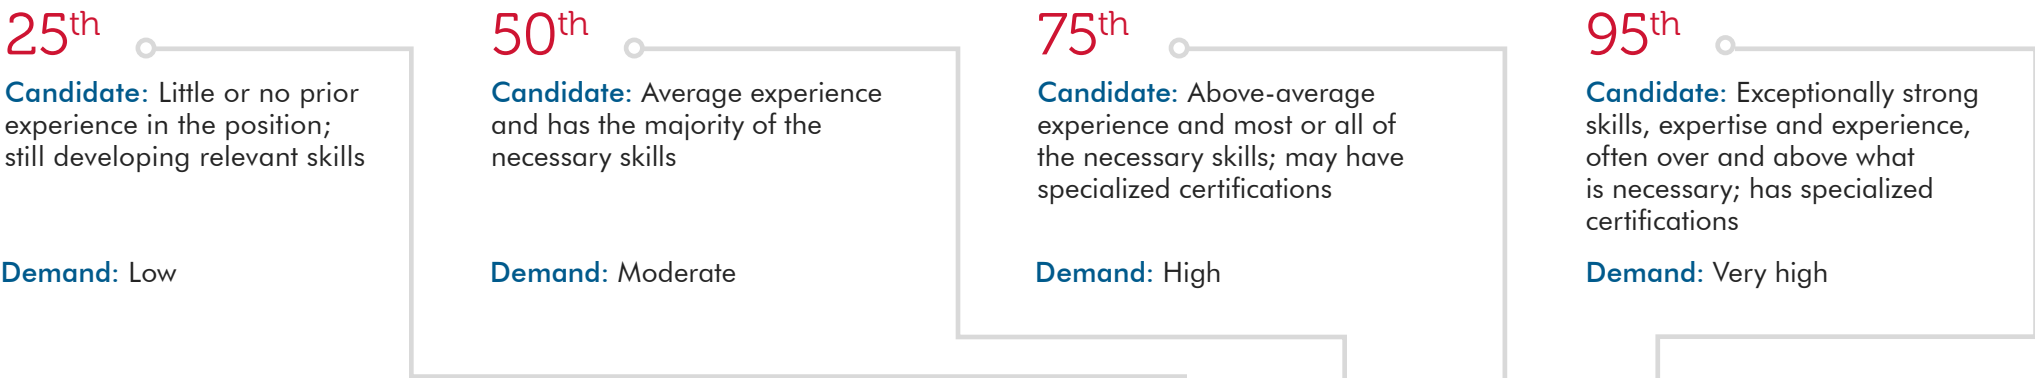 25th
Candidate: Little or no prior
experience in the position;
still developing relevant skills
Demand: Low
50th
Candidate: Average experience
and has the majority of the
necessary skills
Demand: Moderate
75th
Candidate: Above-average
experience and most or all of
the necessary skills; may have
specialized certifications
Demand: High
95th
Candidate: Exceptionally strong
skills, expertise and experience,
often over and above what
is necessary; has specialized
certifications
Demand: Very high